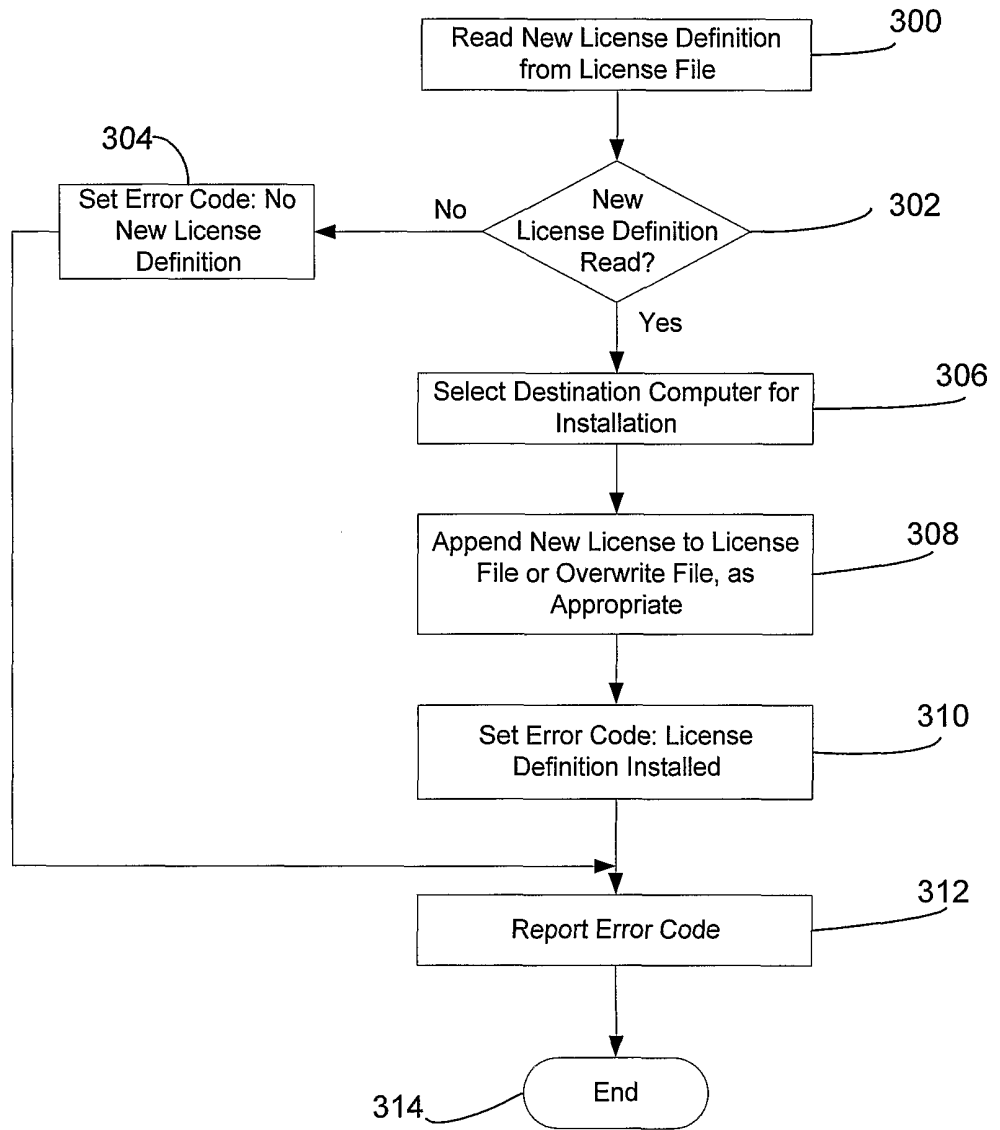 Read New License Definition
from License File
300
304
Set Error Code: No
New License
Definition
No
New
License Definition
Read?
302
Yes
Select Destination Computer for
Installation
306
Append New License to License
File or Overwrite File, as
Appropriate
308
Set Error Code: License
Definition Installed
310
Report Error Code
312
End
314